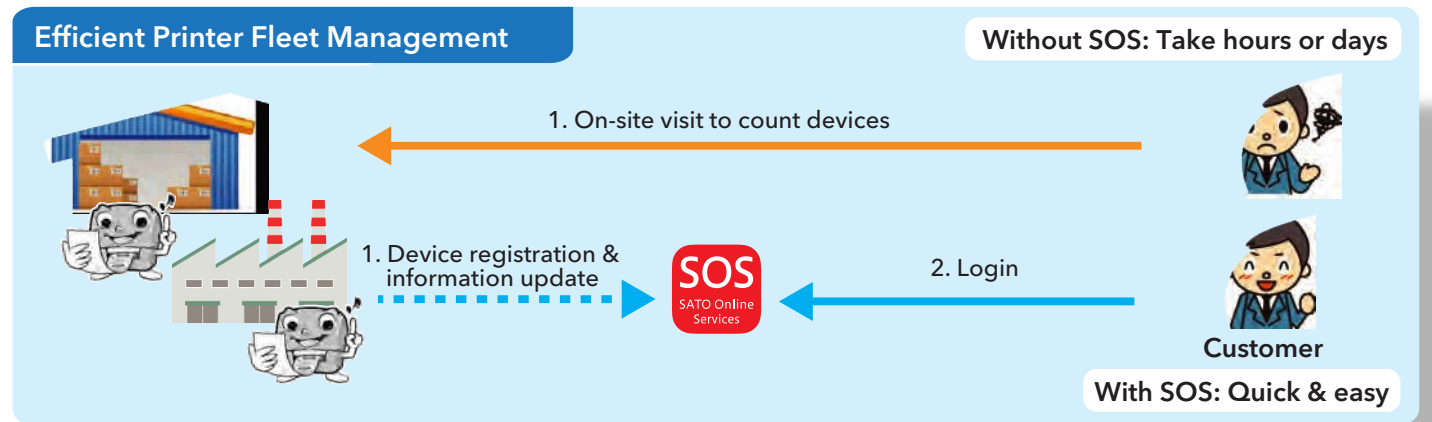 Efficient Printer Fleet Management
Without SOS: Take hours or days
1. On-site visit to count devices
1. Device registration &
information update
SOS
SATO Online
Services
2. Login
Customer
With SOS: Quick & easy